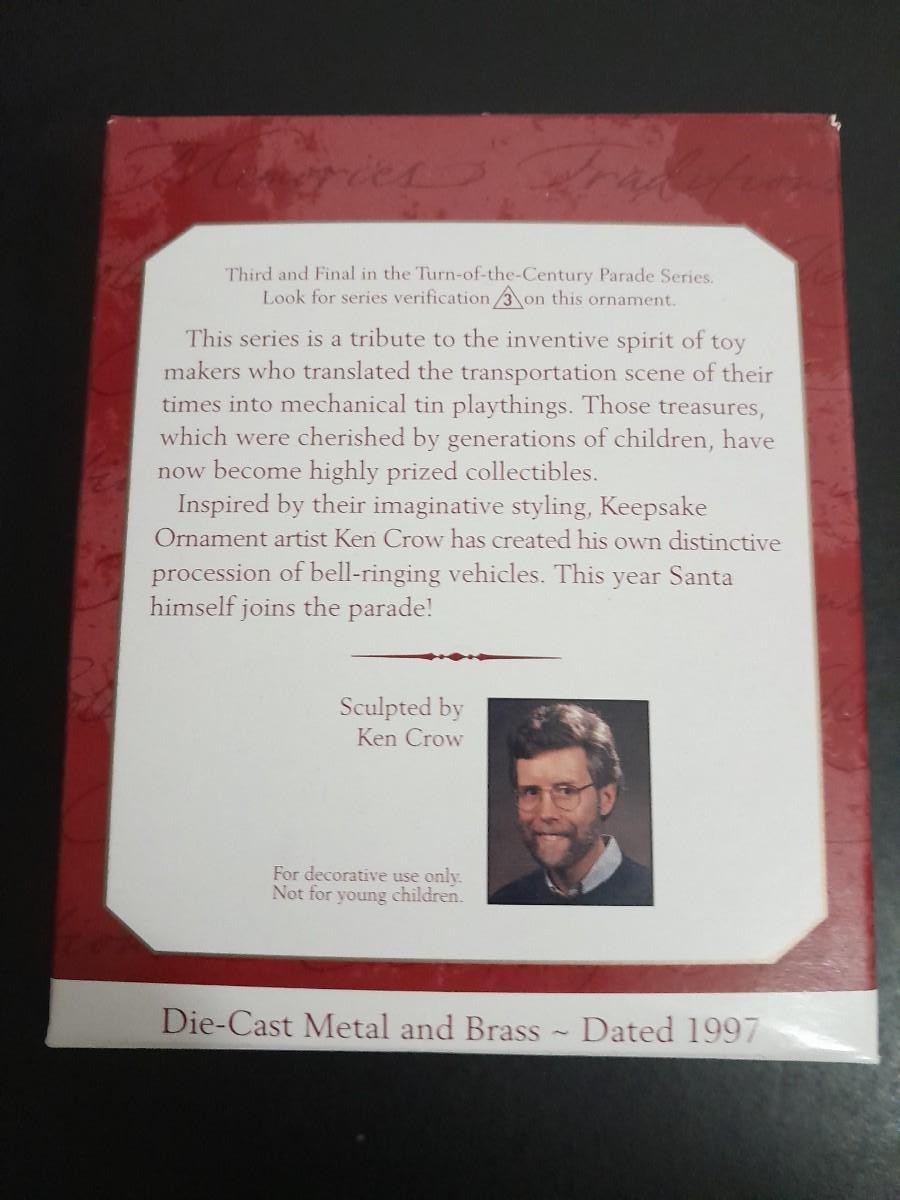 Memories Traditions
Third and Final in the Turn-of-the-Century Parade Series.
Look for series verification 3 on this ornament.
This series is a tribute to the inventive spirit of toy
makers who translated the transportation scene of their
times into mechanical tin playthings. Those treasures,
which were cherished by generations of children, have
now become highly prized collectibles.
Inspired by their imaginative styling, Keepsake
Ornament artist Ken Crow has created his own distinctive
procession of bell-ringing vehicles. This year Santa
himself joins the parade!
Sculpted by
Ken Crow
For decorative use only.
Not for young children.
Die-Cast Metal and Brass ~ Dated 1997